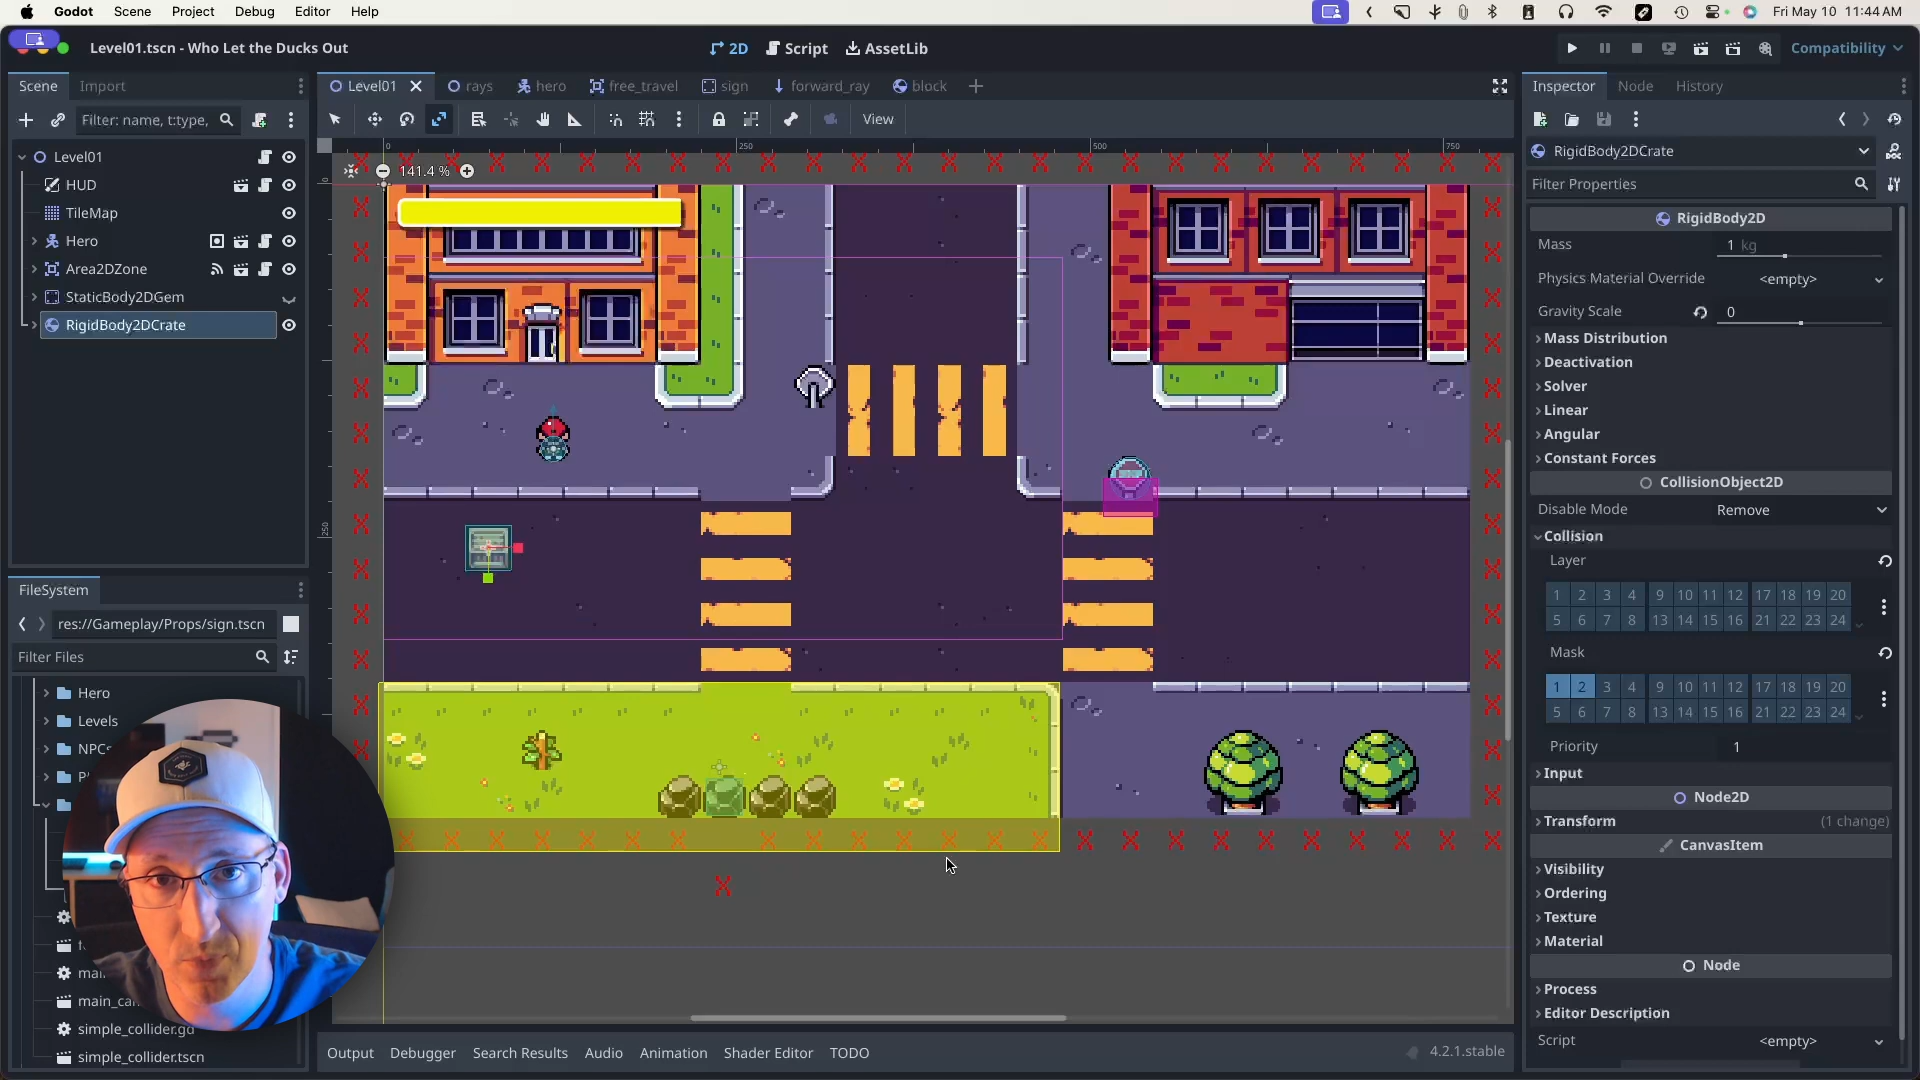 Godot Scene Project Debug Editor Help Fri May 10 11:44 AM
Level01.tscn - Who Let the Ducks Out 2D Script AssetLib Compatibility
Scene Import
Level01 rays hero free_travel sign forward_ray block
Inspector Node History
Filter: name, t:type,
View
0 250 500 750
141.4 %
Level01
HUD
TileMap
Hero
Area2DZone
StaticBody2DGem
RigidBody2DCrate
0
250
FileSystem
res://Gameplay/Props/sign.tscn
Filter Files
Hero
Levels
NPCs
main_ca
simple_collider.gd
simple_collider.tscn
RigidBody2DCrate
Filter Properties
RigidBody2D
Mass 1 kg
Physics Material Override <empty>
Gravity Scale 0
Mass Distribution
Deactivation
Solver
Linear
Angular
Constant Forces
CollisionObject2D
Disable Mode Remove
Collision
Layer
1 2 3 4 9 10 11 12 17 18 19 20
5 6 7 8 13 14 15 16 21 22 23 24
Mask
1 2 3 4 9 10 11 12 17 18 19 20
5 6 7 8 13 14 15 16 21 22 23 24
Priority 1
Input
Node2D
Transform (1 change)
CanvasItem
Visibility
Ordering
Texture
Material
Node
Process
Editor Description
Script <empty>
Output Debugger Search Results Audio Animation Shader Editor TODO 4.2.1.stable